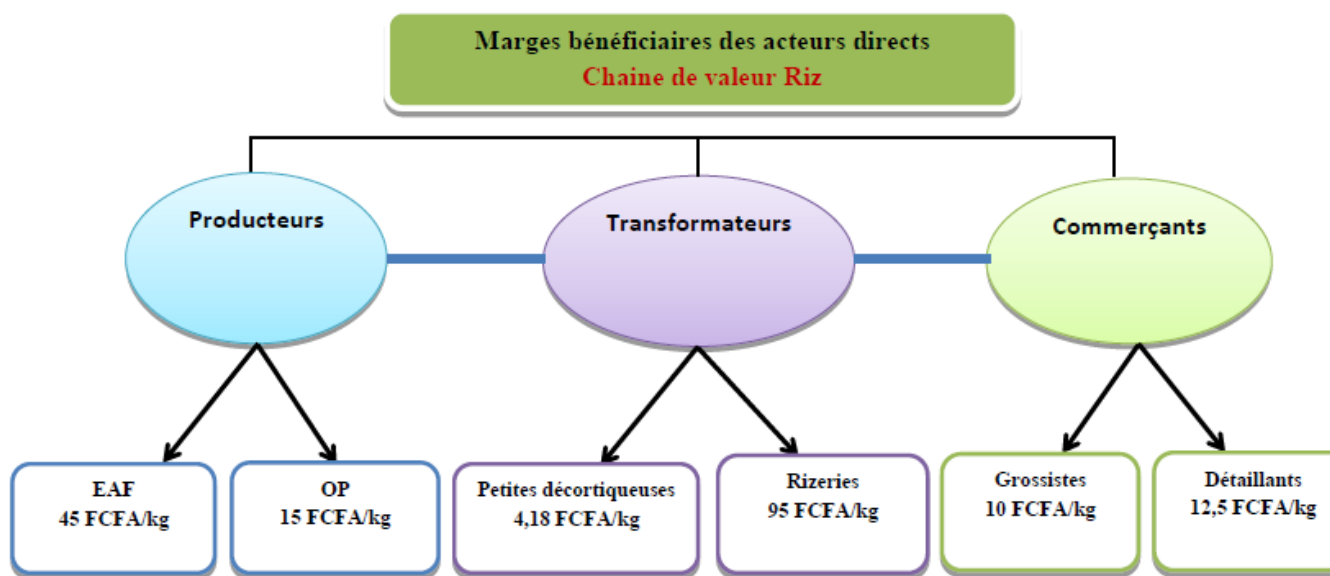 Marges bénéficiaires des acteurs directs
Chaine de valeur Riz
Producteurs
Transformateurs
Commerçants
EAF
45 FCFA/kg
OP
15 FCFA/kg
Petites décortiqueuses
4,18 FCFA/kg
Rizeries
95 FCFA/kg
Grossistes
10 FCFA/kg
Détaillants
12,5 FCFA/kg